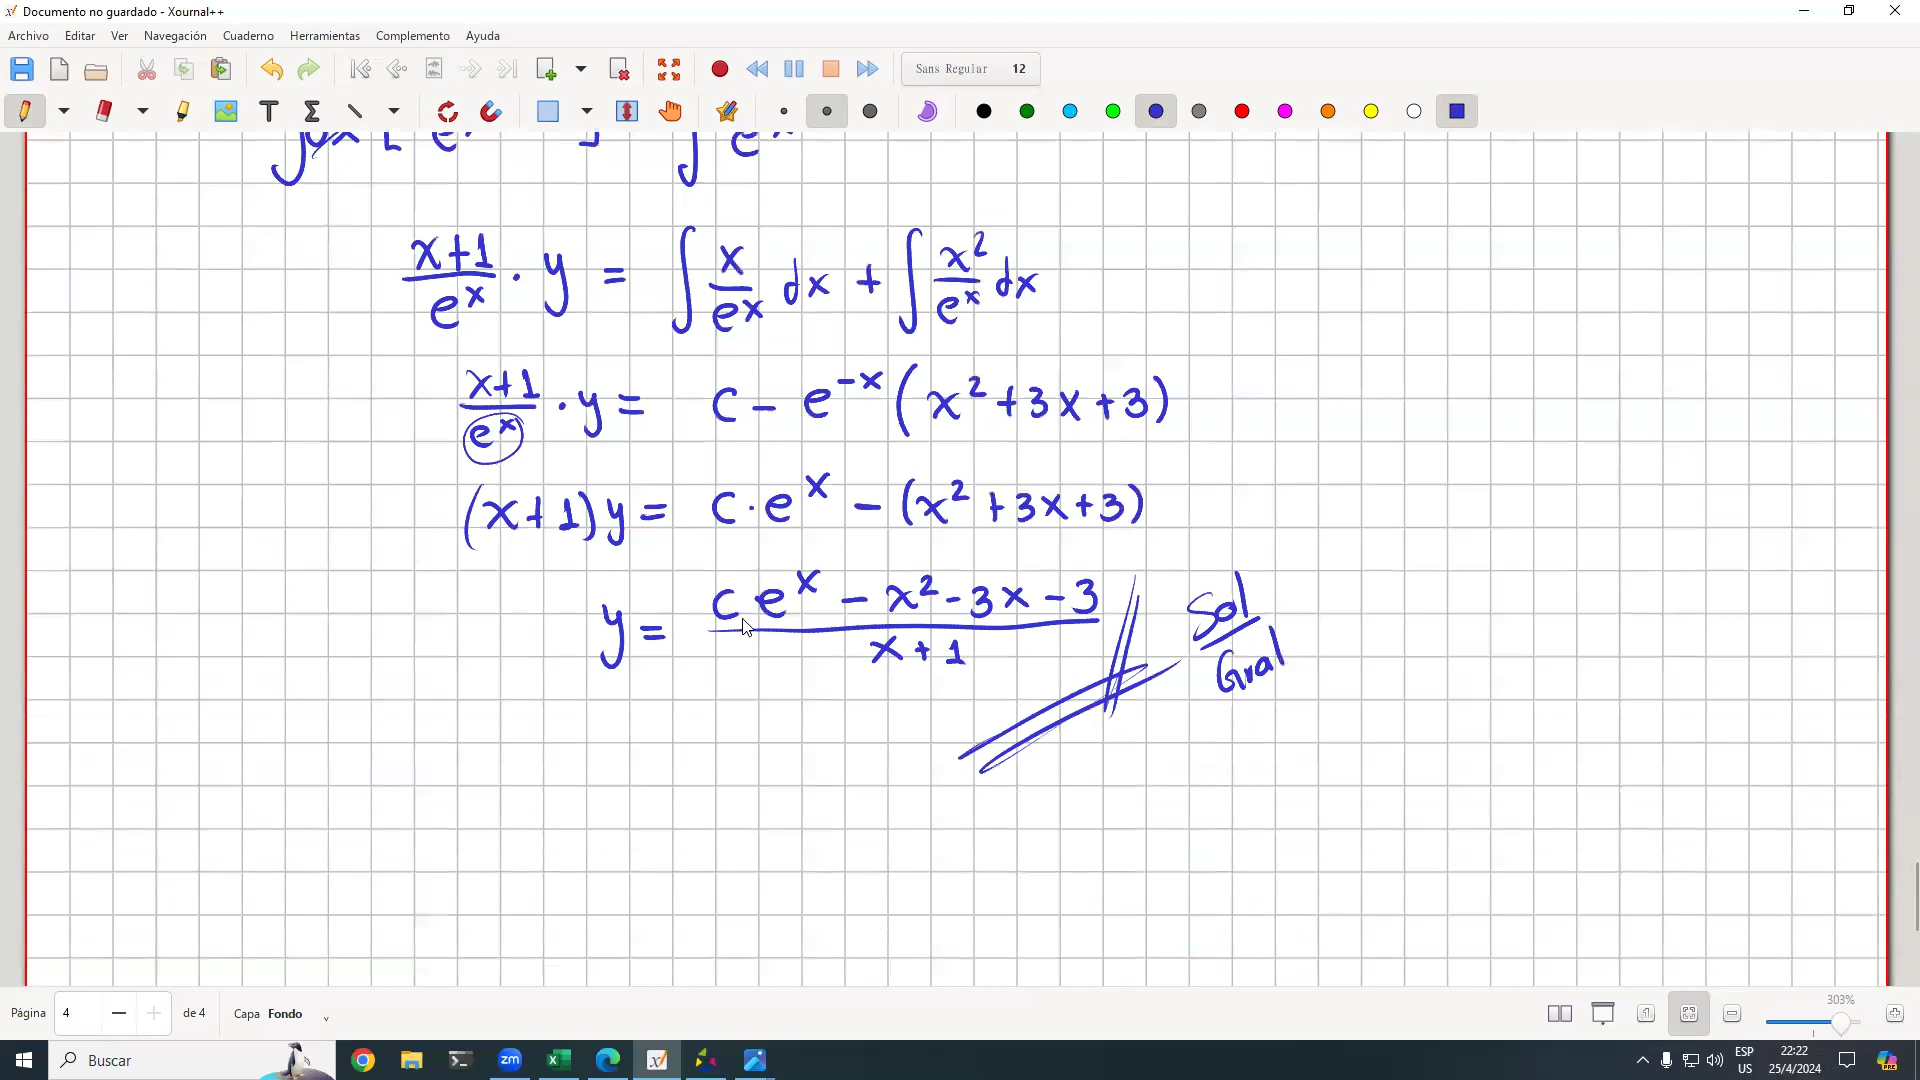 Documento no guardado - Xournal++
Archivo Editar Ver Navegación Cuaderno Herramientas Complemento Ayuda
Sans Regular 12
x+1/e^x · y = ∫ x/e^x dx + ∫ x²/e^x dx
x+1/e^x · y = c - e^-x (x² + 3x + 3)
(x+1) y = c · e^x - (x² + 3x + 3)
y = c e^x - x² - 3x - 3 / x + 1
Sol
Gral
Página 4 de 4 Capa Fondo 303%
Buscar
zm
ESP
US
22:22
25/4/2024
PRE